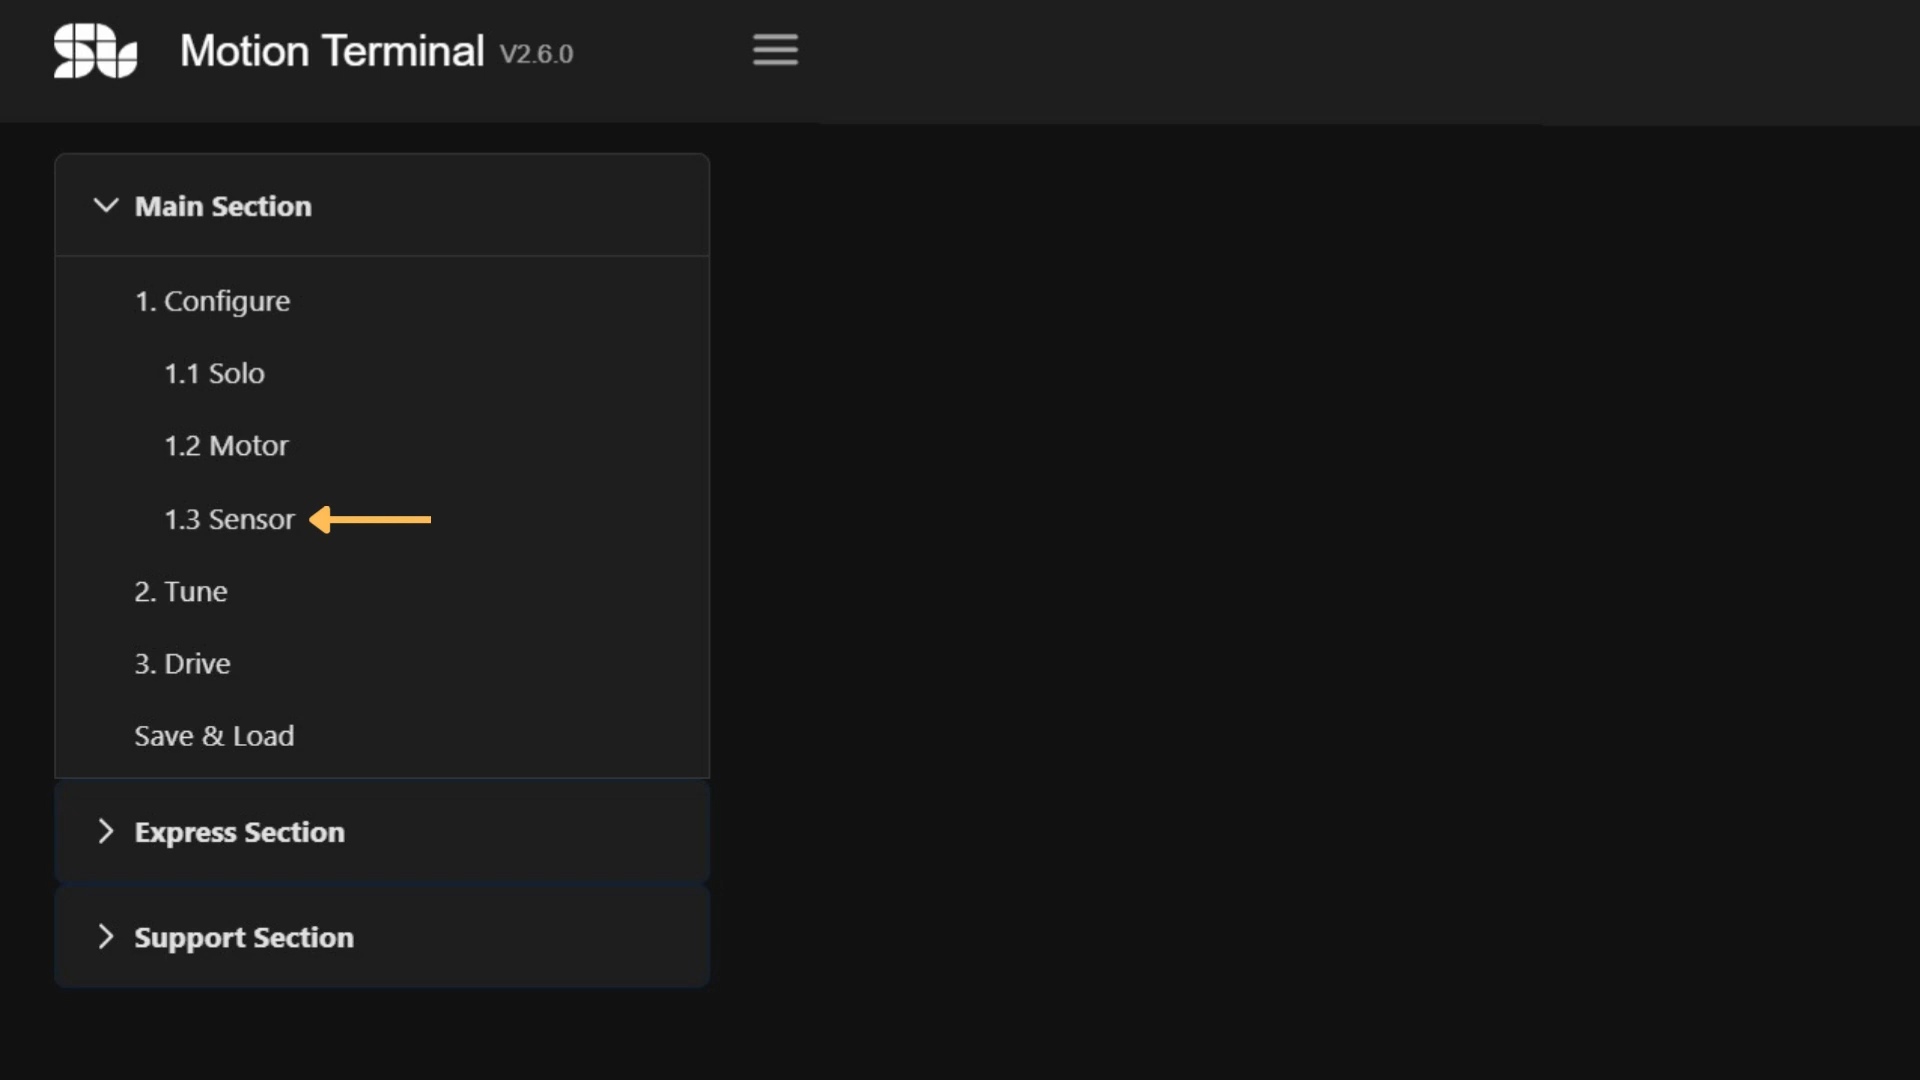 Motion Terminal V2.6.0
Main Section
1. Configure
1.1 Solo
1.2 Motor
1.3 Sensor
2. Tune
3. Drive
Save & Load
Express Section
Support Section